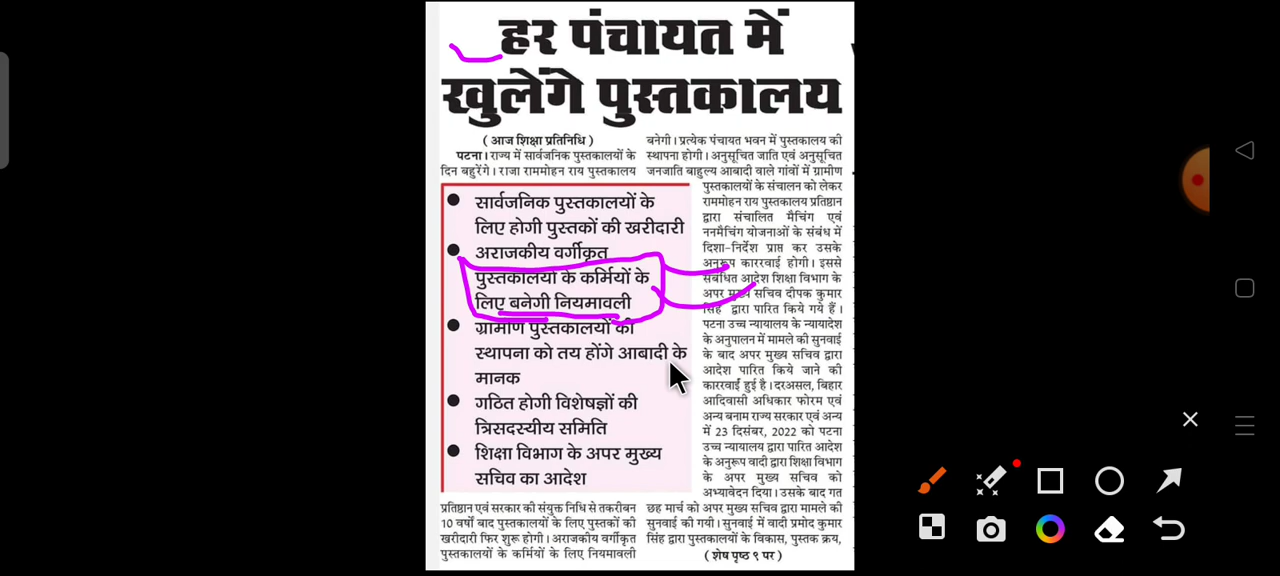 हर पंचायत में
खुलेंगे पुस्तकालय
( आज शिक्षा प्रतिनिधि )
पटना। राज्य में सार्वजनिक पुस्तकालयों के
दिन बहुरेंगे। राजा राममोहन राय पुस्तकालय
● सार्वजनिक पुस्तकालयों के
लिए होगी पुस्तकों की खरीदारी
● अराजकीय वर्गीकृत
पुस्तकालयों के कर्मियों के
लिए बनेगी नियमावली
● ग्रामीण पुस्तकालयों की
स्थापना को तय होंगे आबादी के
मानक
● गठित होगी विशेषज्ञों की
त्रिसदस्यीय समिति
● शिक्षा विभाग के अपर मुख्य
सचिव का आदेश
प्रतिष्ठान एवं सरकार की संयुक्त निधि से तकरीबन
10 वर्षों बाद पुस्तकालयों के लिए पुस्तकों की
खरीदारी फिर शुरू होगी। अराजकीय वर्गीकृत
पुस्तकालयों के कर्मियों के लिए नियमावली
बनेगी। प्रत्येक पंचायत भवन में पुस्तकालय की
स्थापना होगी। अनुसूचित जाति एवं अनुसूचित
जनजाति बाहुल्य आबादी वाले गांवों में ग्रामीण
पुस्तकालयों के संचालन को लेकर
राममोहन राय पुस्तकालय प्रतिष्ठान
द्वारा संचालित मैचिंग एवं
ननमैचिंग योजनाओं के संबंध में
दिशा-निर्देश प्राप्त कर उसके
अनुरूप काररवाई होगी। इससे
संबंधित आदेश शिक्षा विभाग के
अपर मुख्य सचिव दीपक कुमार
सिंह द्वारा पारित किये गये हैं।
पटना उच्च न्यायालय के न्यायादेश
के अनुपालन में मामले की सुनवाई
के बाद अपर मुख्य सचिव द्वारा
आदेश पारित किये जाने की
काररवाई हुई है। दरअसल, बिहार
आदिवासी अधिकार फोरम एवं
अन्य बनाम राज्य सरकार एवं अन्य
में 23 दिसंबर, 2022 को पटना
उच्च न्यायालय द्वारा पारित आदेश
के अनुरूप वादी द्वारा शिक्षा विभाग
के अपर मुख्य सचिव को
अभ्यावेदन दिया। उसके बाद गत
छह मार्च को अपर मुख्य सचिव द्वारा मामले की
सुनवाई की गयी। सुनवाई में वादी प्रमोद कुमार
सिंह द्वारा पुस्तकालयों के विकास, पुस्तक क्रय,
( शेष पृष्ठ ९ पर )